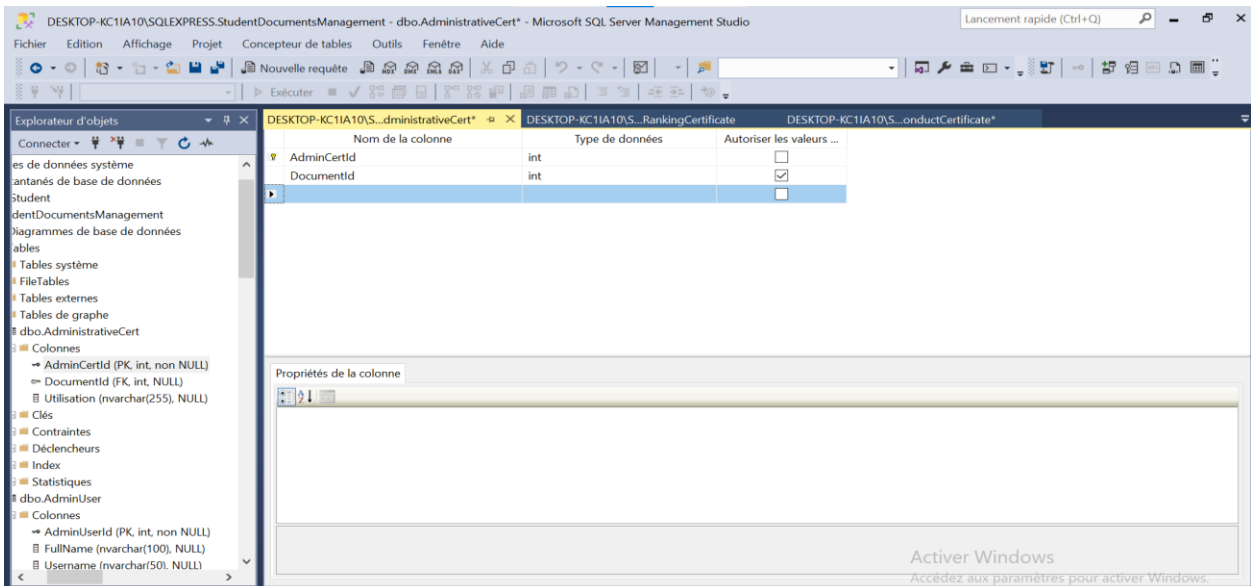 DESKTOP-KC1IA10\SQLEXPRESS.StudentDocumentsManagement - dbo.AdministrativeCert* - Microsoft SQL Server Management Studio
Lancement rapide (Ctrl+Q)
Fichier Edition Affichage Projet Concepteur de tables Outils Fenêtre Aide
Nouvelle requête
Exécuter
Explorateur d'objets
Connecter
es de données système
antanés de base de données
Student
dentDocumentsManagement
Diagrammes de base de données
ables
Tables système
FileTables
Tables externes
Tables de graphe
dbo.AdministrativeCert
Colonnes
AdminCertId (PK, int, non NULL)
DocumentId (FK, int, NULL)
Utilisation (nvarchar(255), NULL)
Clés
Contraintes
Déclencheurs
Index
Statistiques
dbo.AdminUser
Colonnes
AdminUserId (PK, int, non NULL)
FullName (nvarchar(100), NULL)
Username (nvarchar(50), NULL)
DESKTOP-KC1IA10\S...dministrativeCert* DESKTOP-KC1IA10\S...RankingCertificate DESKTOP-KC1IA10\S...onductCertificate*
Nom de la colonne Type de données Autoriser les valeurs ...
AdminCertId int
DocumentId int
Propriétés de la colonne
Activer Windows
Accédez aux paramètres pour activer Windows.